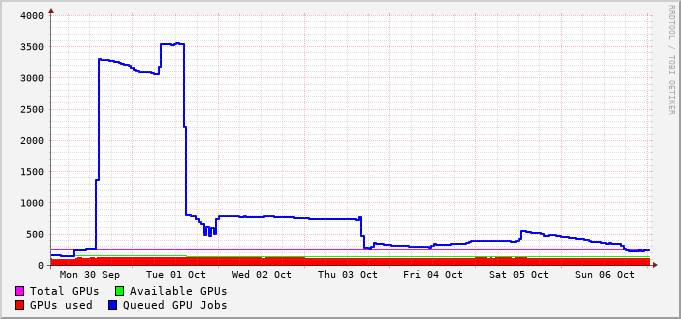 4000
3500
3000
2500
2000
1500
1000
500
0
Mon 30 Sep Tue 01 Oct Wed 02 Oct Thu 03 Oct Fri 04 Oct Sat 05 Oct Sun 06 Oct
Total GPUs Available GPUs
GPUs used Queued GPU Jobs
RRDTOOL / TOBI OETIKER